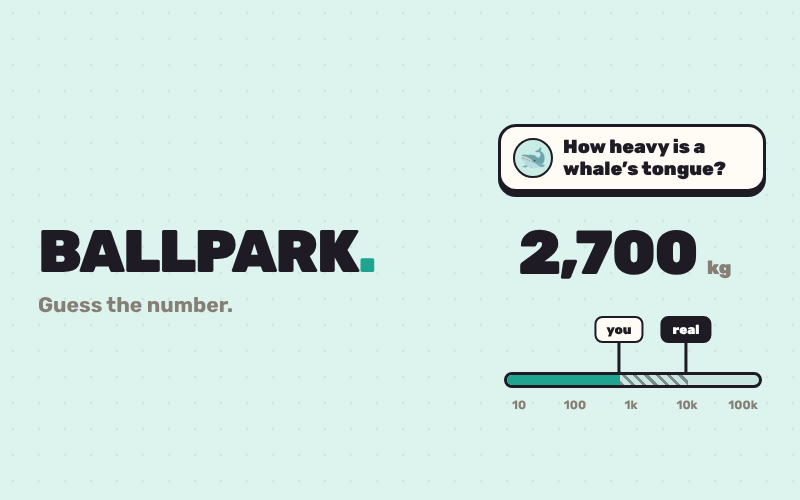 BALLPARK.
Guess the number.
How heavy is a
whale’s tongue?
2,700 kg
you
real
10 100 1k 10k 100k